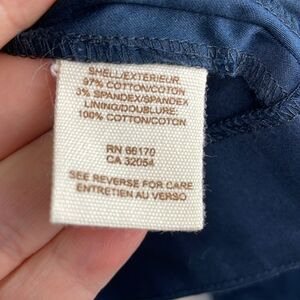 SHELL/EXTÉRIEUR:
97% COTTON/COTON
3% SPANDEX/SPANDEX
LINING/DOUBLURE:
100% COTTON/COTON
RN 66170
CA 32054
SEE REVERSE FOR CARE
ENTRETIEN AU VERSO